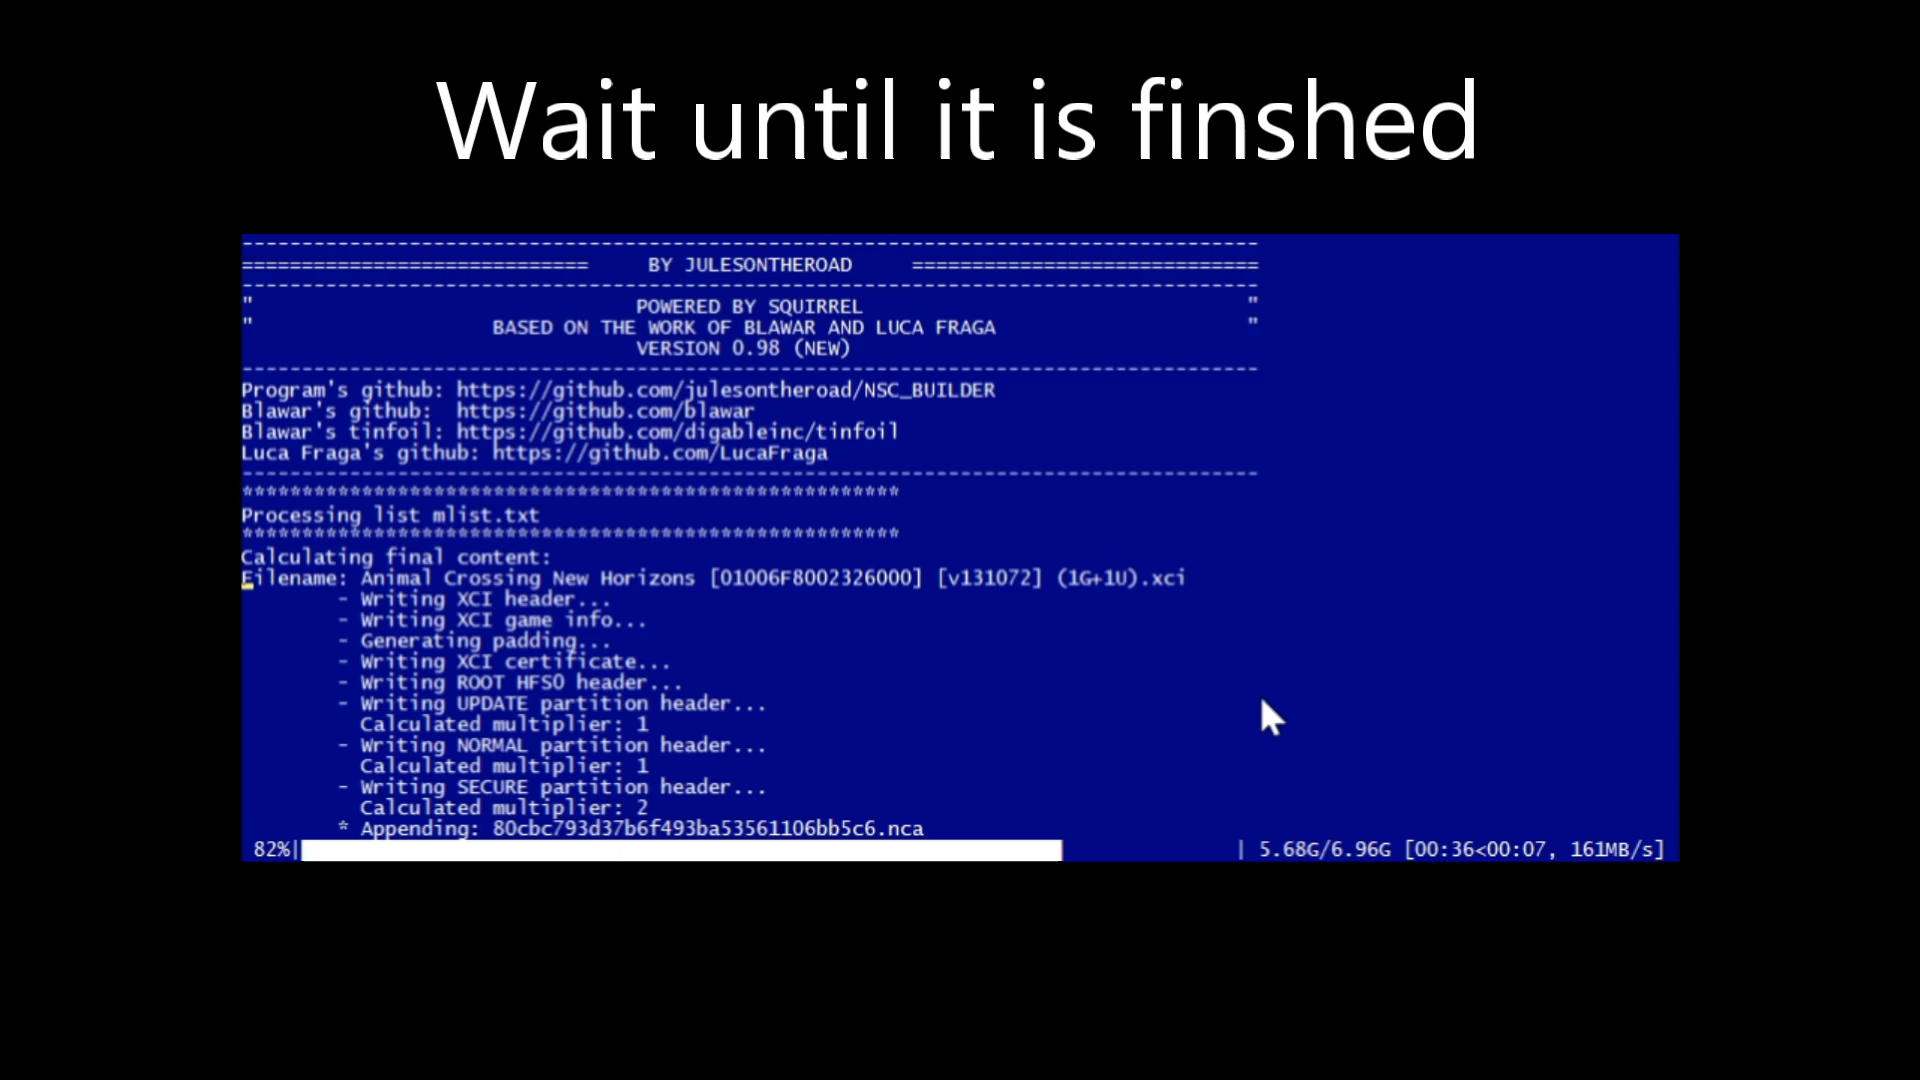 Wait until it is finshed
-------------------------------------------------------------------------------------
============================= BY JULESONTHEROAD =============================
-------------------------------------------------------------------------------------
" POWERED BY SQUIRREL "
" BASED ON THE WORK OF BLAWAR AND LUCA FRAGA "
VERSION 0.98 (NEW)
-------------------------------------------------------------------------------------
Program's github: https://github.com/julesontheroad/NSC_BUILDER
Blawar's github: https://github.com/blawar
Blawar's tinfoil: https://github.com/digableinc/tinfoil
Luca Fraga's github: https://github.com/LucaFraga
-------------------------------------------------------------------------------------
*******************************************************
Processing list mlist.txt
*******************************************************
Calculating final content:
Filename: Animal Crossing New Horizons [01006F8002326000] [v131072] (1G+1U).xci
- Writing XCI header...
- Writing XCI game info...
- Generating padding...
- Writing XCI certificate...
- Writing ROOT HFS0 header...
- Writing UPDATE partition header...
Calculated multiplier: 1
- Writing NORMAL partition header...
Calculated multiplier: 1
- Writing SECURE partition header...
Calculated multiplier: 2
* Appending: 80cbc793d37b6f493ba53561106bb5c6.nca
82%| | 5.68G/6.96G [00:36<00:07, 161MB/s]